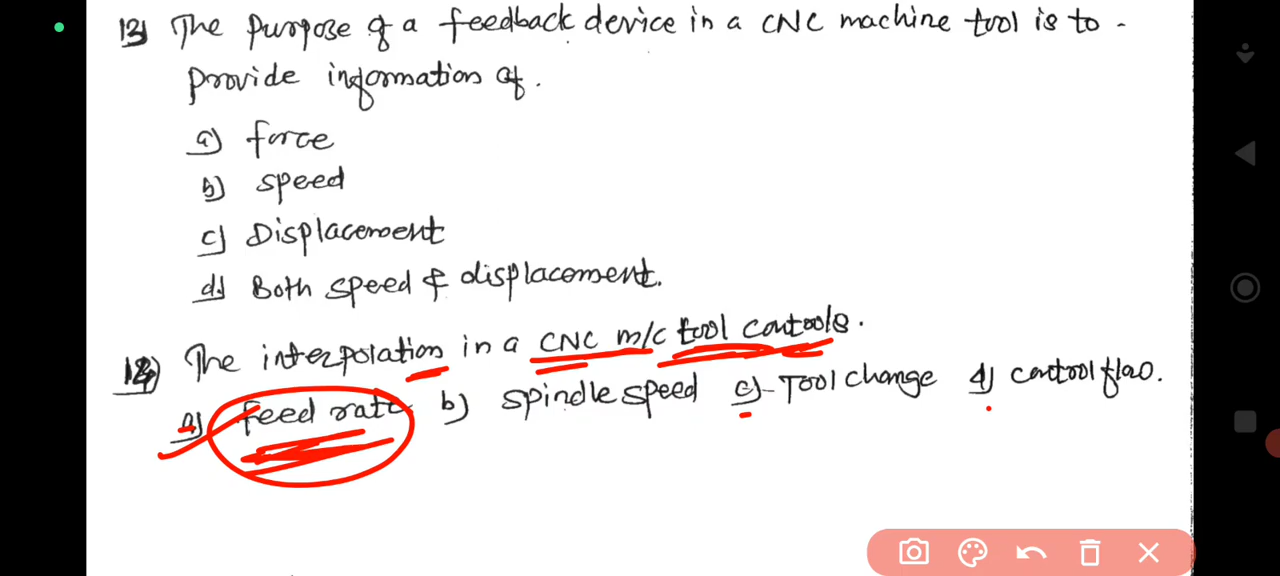 13) The purpose of a feedback device in a CNC machine tool is to -
provide information of.
a) force
b) speed
c) Displacement
d) Both speed & displacement.
14) The interpolation in a CNC m/c tool controls.
a) feed rate b) spindle speed c) - Tool change d) control